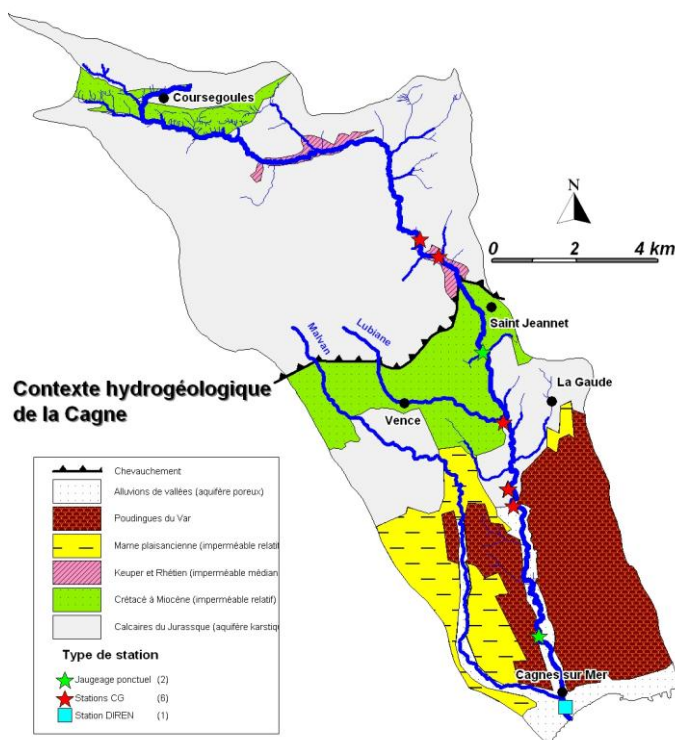 Coursegoules
N
0 2 4 km
Saint Jeannet
Malvan
Lubiane
La Gaude
Vence
Contexte hydrogéologique
de la Cagne
Chevauchement
Alluvions de vallées (aquifère poreux)
Poudingues du Var
Marne plaisancienne (imperméable relatif
Keuper et Rhétien (imperméable médian
Crétacé à Miocène (imperméable relatif)
Calcaires du Jurassque (aquifère karstiq
Type de station
Jaugeage ponctuel (2)
Stations CG (6)
Station DIREN (1)
Cagnes sur Mer